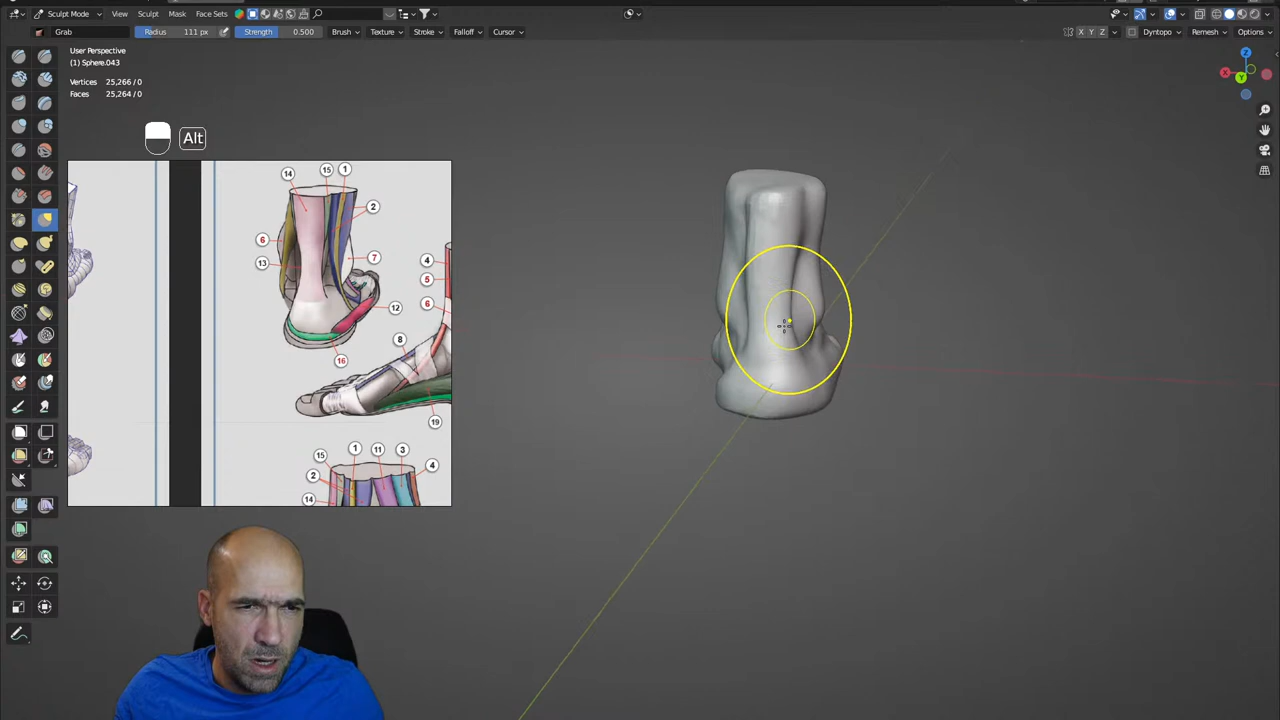 Sculpt Mode View Sculpt Mask Face Sets
Grab Radius 111 px Strength 0.500 Brush Texture Stroke Falloff Cursor X Y Z Dyntopo Remesh Options
User Perspective
(1) Sphere.043
Vertices 25,266 / 0
Faces 25,264 / 0
Alt
Z
X
Y
14 15 1
2
6
7
13
4
5
12
6
8
16
19
15 1 11 3
4
2
14